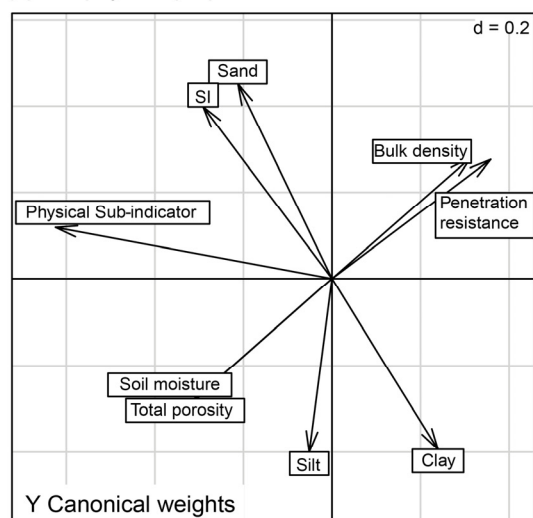 d = 0.2
Sand
SI
Bulk density
Penetration
resistance
Physical Sub-indicator
Soil moisture
Total porosity
Silt
Clay
Y Canonical weights